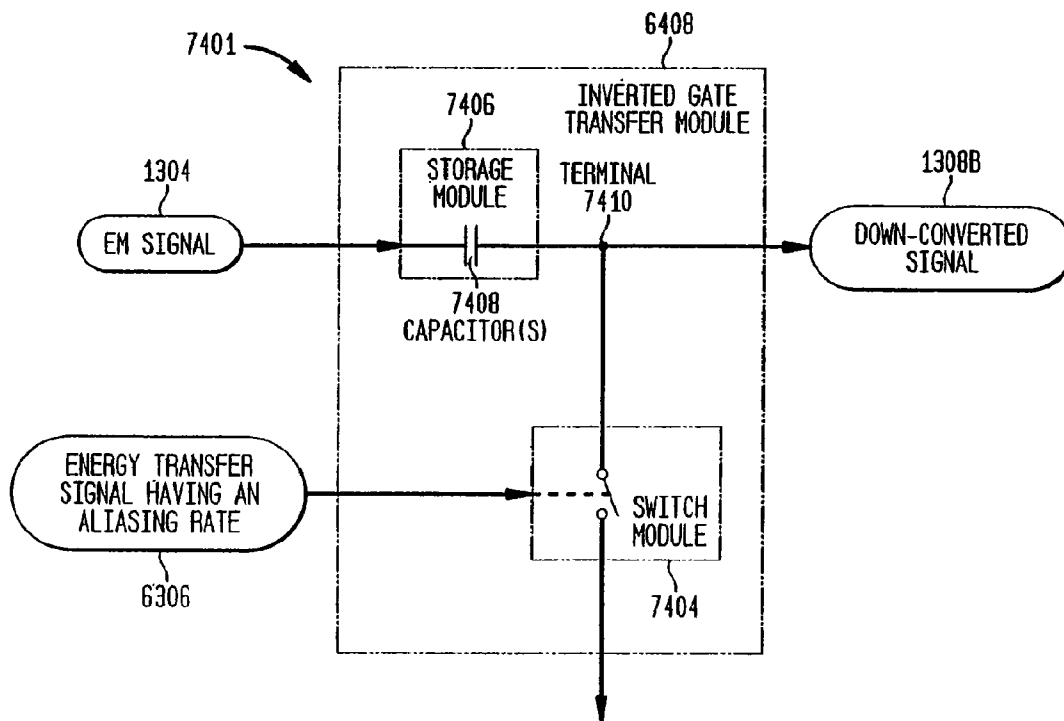 7401
6408
INVERTED GATE
TRANSFER MODULE
7406
STORAGE
MODULE
TERMINAL
7410
1304
EM SIGNAL
1308B
DOWN-CONVERTED
SIGNAL
7408
CAPACITOR(S)
ENERGY TRANSFER
SIGNAL HAVING AN
ALIASING RATE
6306
SWITCH
MODULE
7404